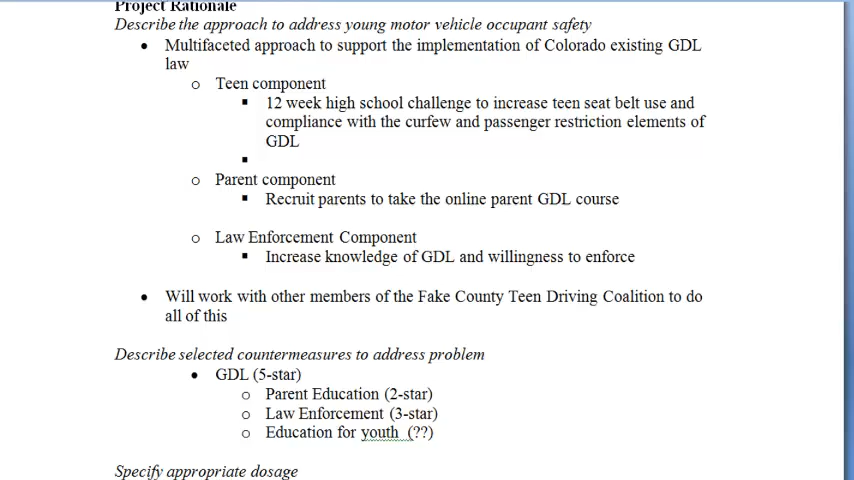 Project Rationale
Describe the approach to address young motor vehicle occupant safety
• Multifaceted approach to support the implementation of Colorado existing GDL
law
o Teen component
▪ 12 week high school challenge to increase teen seat belt use and
compliance with the curfew and passenger restriction elements of
GDL
▪
o Parent component
▪ Recruit parents to take the online parent GDL course
o Law Enforcement Component
▪ Increase knowledge of GDL and willingness to enforce
• Will work with other members of the Fake County Teen Driving Coalition to do
all of this
Describe selected countermeasures to address problem
• GDL (5-star)
o Parent Education (2-star)
o Law Enforcement (3-star)
o Education for youth (??)
Specify appropriate dosage